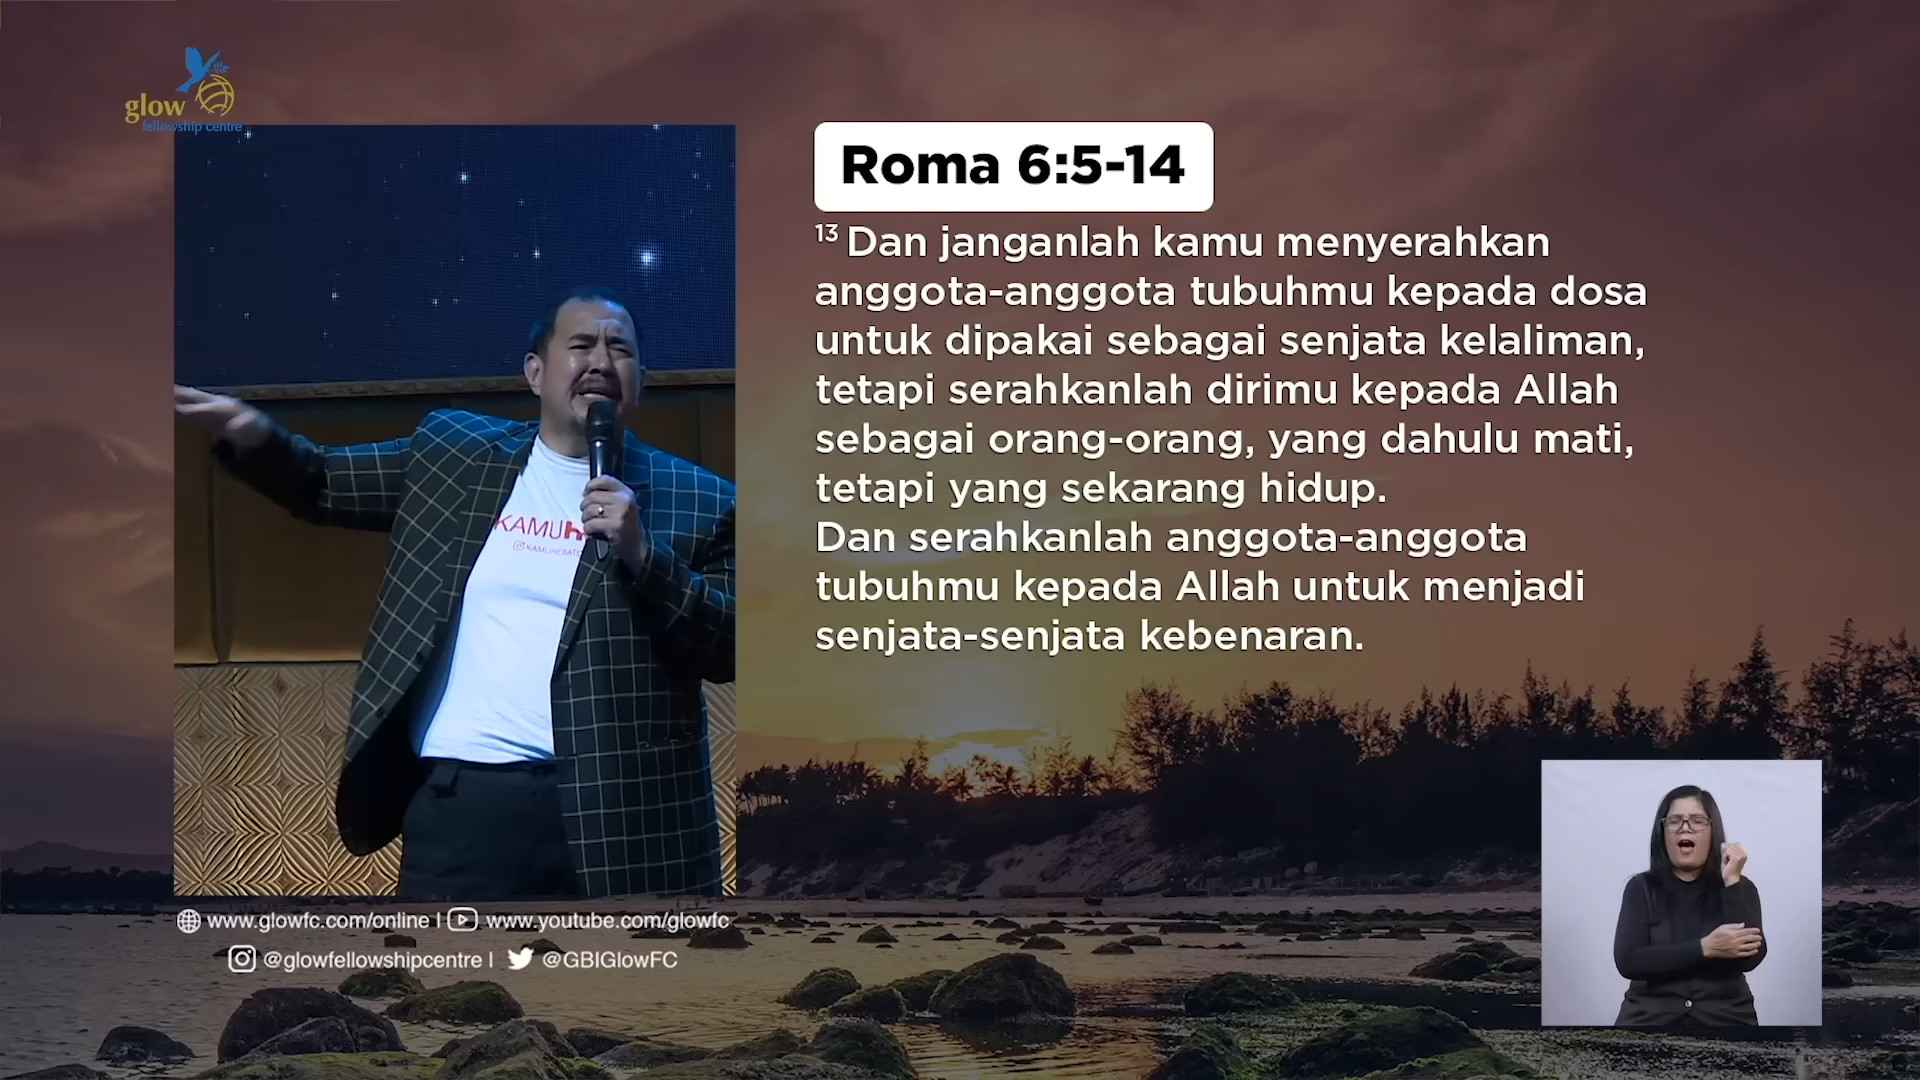 glow
fellowship centre
Roma 6:5-14
13 Dan janganlah kamu menyerahkan
anggota-anggota tubuhmu kepada dosa
untuk dipakai sebagai senjata kelaliman,
tetapi serahkanlah dirimu kepada Allah
sebagai orang-orang, yang dahulu mati,
tetapi yang sekarang hidup.
Dan serahkanlah anggota-anggota
tubuhmu kepada Allah untuk menjadi
senjata-senjata kebenaran.
KAMU
www.glowfc.com/online | www.youtube.com/glowfc
@glowfellowshipcentre | @GBIGlowFC